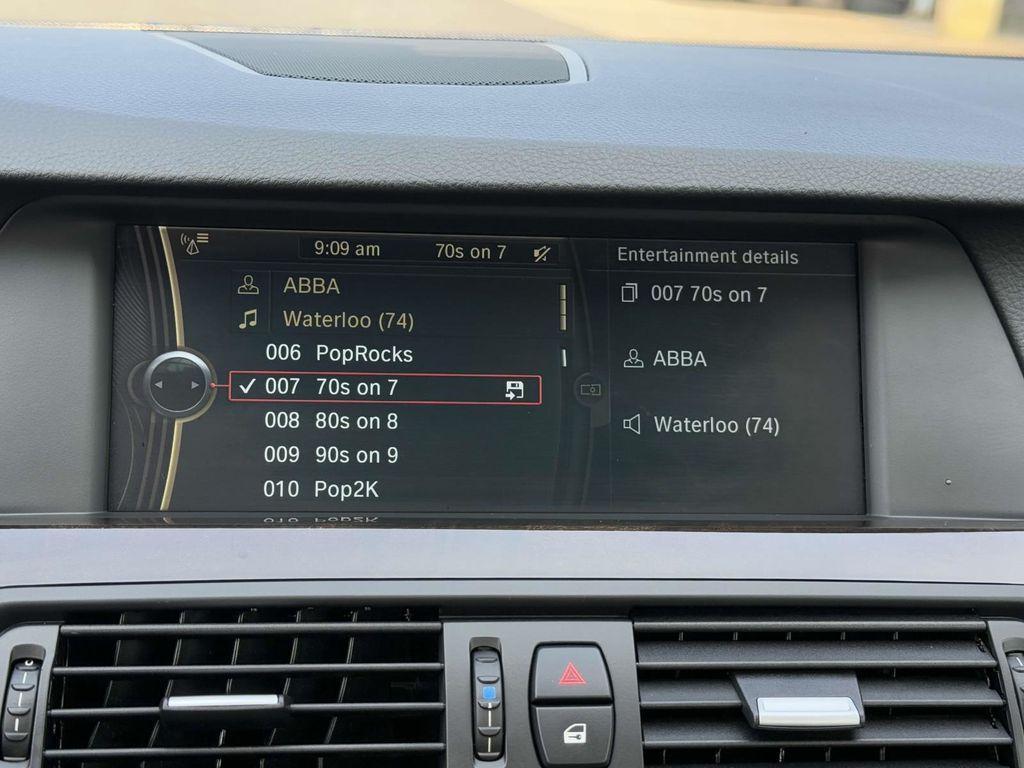 9:09 am 70s on 7
ABBA
Waterloo (74)
006 PopRocks
007 70s on 7
008 80s on 8
009 90s on 9
010 Pop2K
Entertainment details
007 70s on 7
ABBA
Waterloo (74)